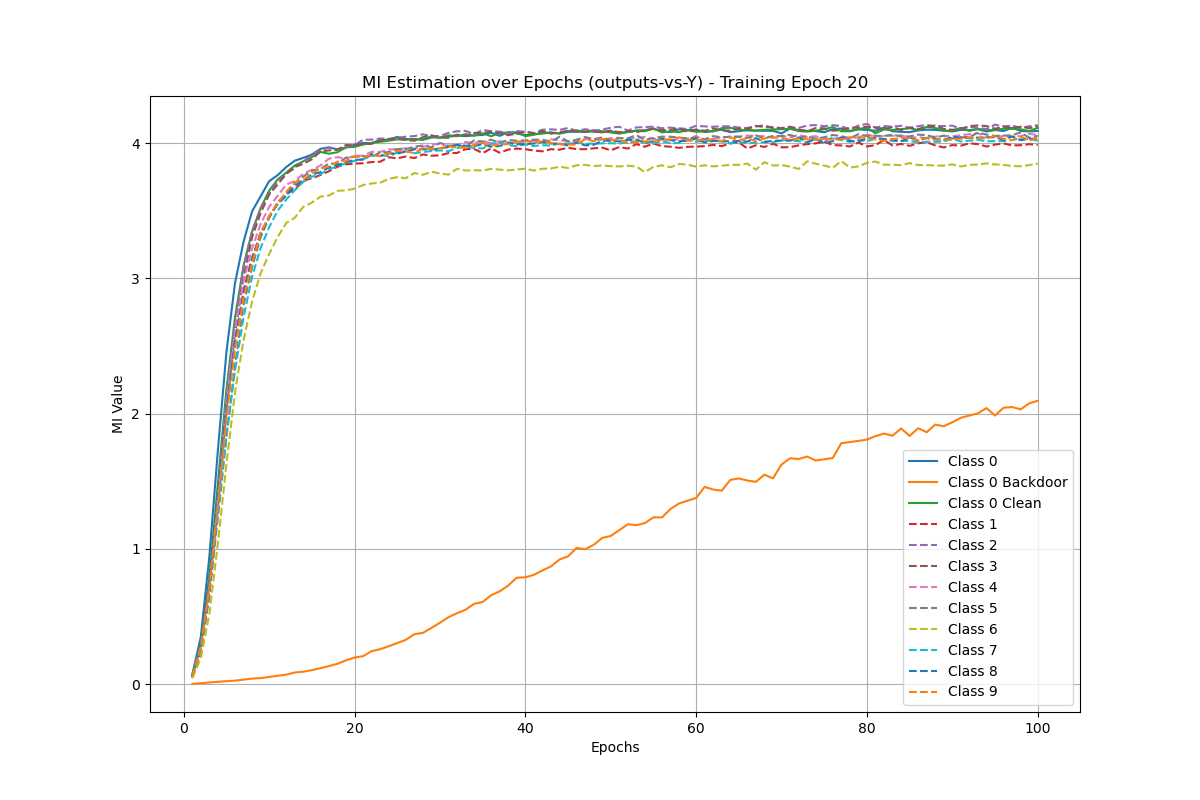 MI Estimation over Epochs (outputs-vs-Y) - Training Epoch 20
MI Value
4
3
2
1
0
0 20 40 60 80 100
Epochs
Class 0
Class 0 Backdoor
Class 0 Clean
Class 1
Class 2
Class 3
Class 4
Class 5
Class 6
Class 7
Class 8
Class 9